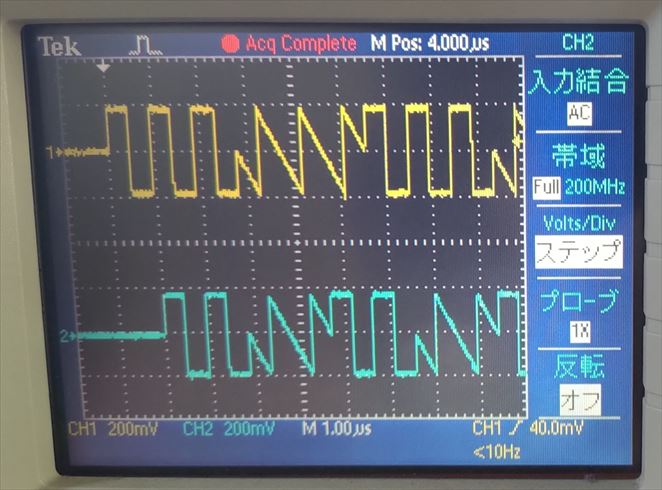 Tek Acq Complete M Pos: 4.000µs CH2
入力結合
AC
帯域
Full 200MHz
Volts/Div
ステップ
プローブ
1X
反転
オフ
1
2
CH1 200mV CH2 200mV M 1.00µs CH1 40.0mV
<10Hz